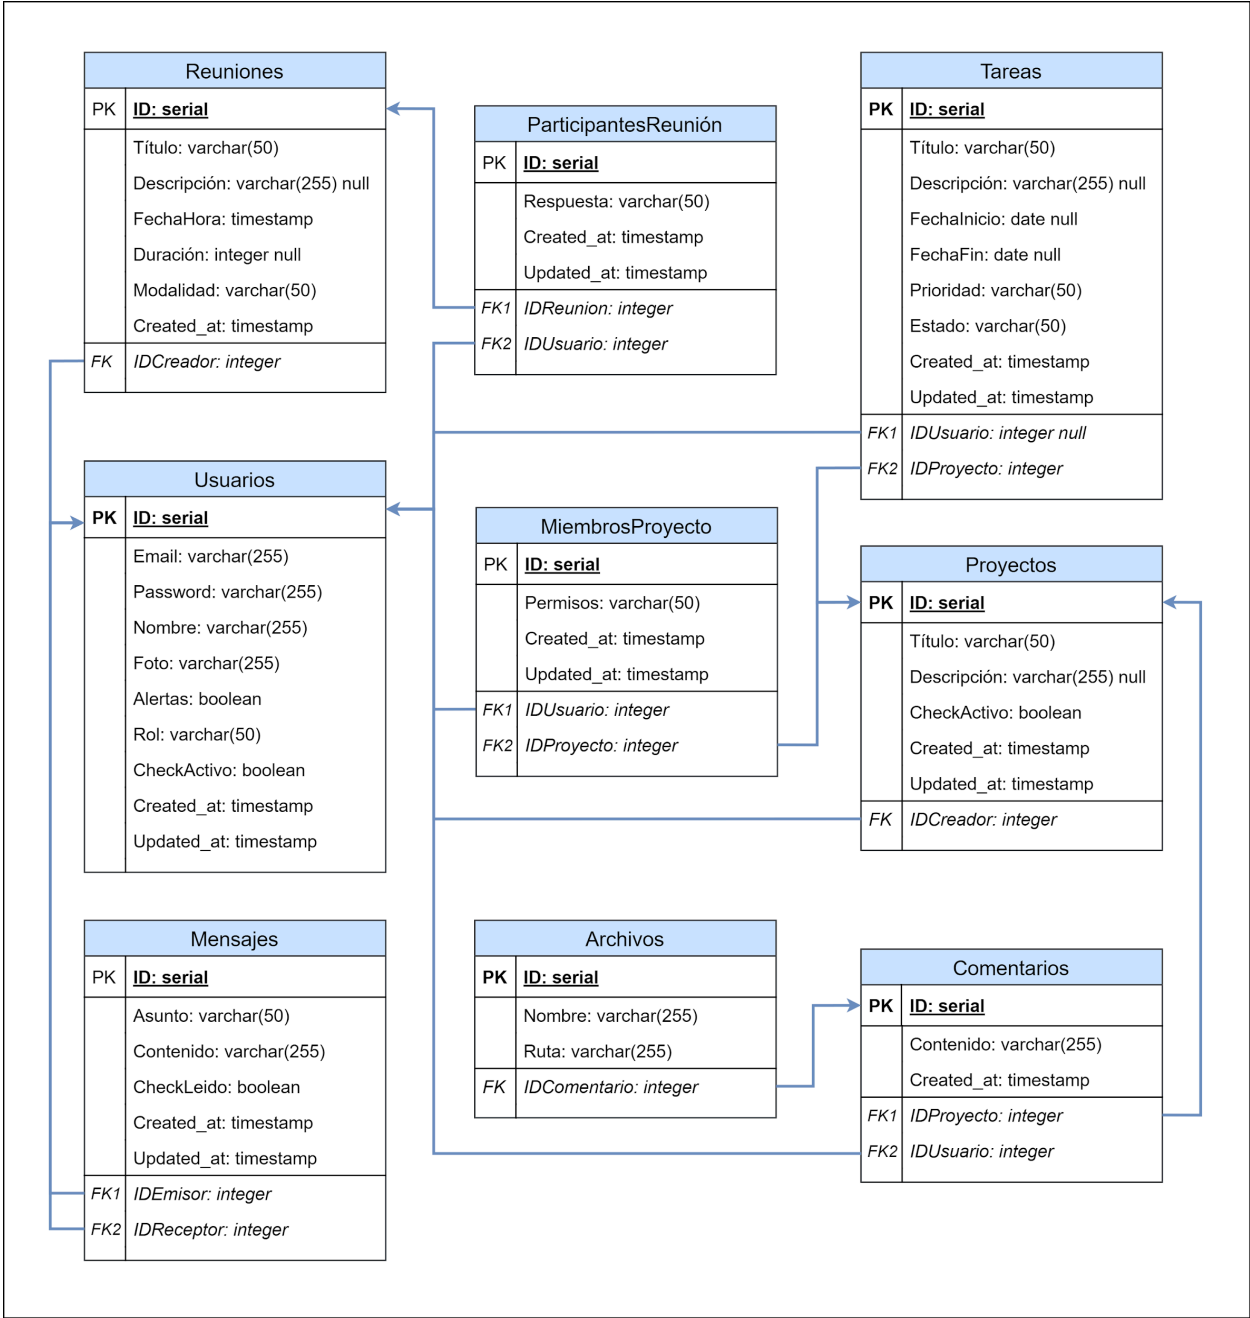 Reuniones
PK ID: serial
Título: varchar(50)
Descripción: varchar(255) null
FechaHora: timestamp
Duración: integer null
Modalidad: varchar(50)
Created_at: timestamp
FK IDCreador: integer
ParticipantesReunión
PK ID: serial
Respuesta: varchar(50)
Created_at: timestamp
Updated_at: timestamp
FK1 IDReunion: integer
FK2 IDUsuario: integer
Tareas
PK ID: serial
Título: varchar(50)
Descripción: varchar(255) null
FechaInicio: date null
FechaFin: date null
Prioridad: varchar(50)
Estado: varchar(50)
Created_at: timestamp
Updated_at: timestamp
FK1 IDUsuario: integer null
FK2 IDProyecto: integer
Usuarios
PK ID: serial
Email: varchar(255)
Password: varchar(255)
Nombre: varchar(255)
Foto: varchar(255)
Alertas: boolean
Rol: varchar(50)
CheckActivo: boolean
Created_at: timestamp
Updated_at: timestamp
MiembrosProyecto
PK ID: serial
Permisos: varchar(50)
Created_at: timestamp
Updated_at: timestamp
FK1 IDUsuario: integer
FK2 IDProyecto: integer
Proyectos
PK ID: serial
Título: varchar(50)
Descripción: varchar(255) null
CheckActivo: boolean
Created_at: timestamp
Updated_at: timestamp
FK IDCreador: integer
Mensajes
PK ID: serial
Asunto: varchar(50)
Contenido: varchar(255)
CheckLeido: boolean
Created_at: timestamp
Updated_at: timestamp
FK1 IDEmisor: integer
FK2 IDReceptor: integer
Archivos
PK ID: serial
Nombre: varchar(255)
Ruta: varchar(255)
FK IDComentario: integer
Comentarios
PK ID: serial
Contenido: varchar(255)
Created_at: timestamp
FK1 IDProyecto: integer
FK2 IDUsuario: integer